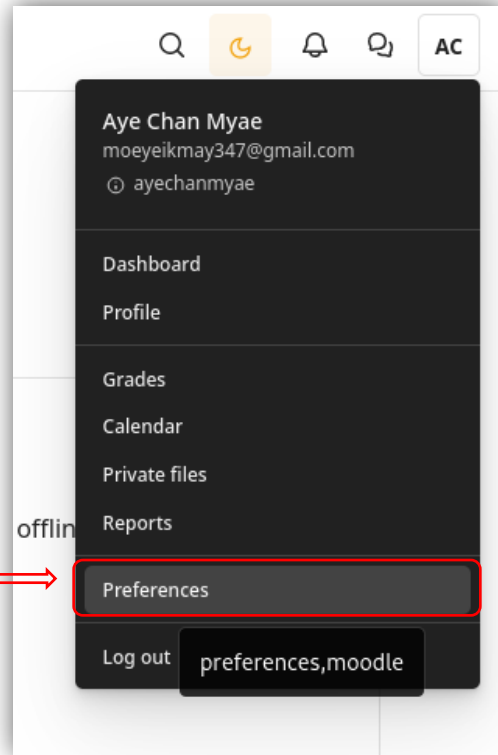 AC
Aye Chan Myae
moeyeikmay347@gmail.com
ayechanmyae
Dashboard
Profile
Grades
Calendar
Private files
offlin
Reports
Preferences
Log out
preferences,moodle